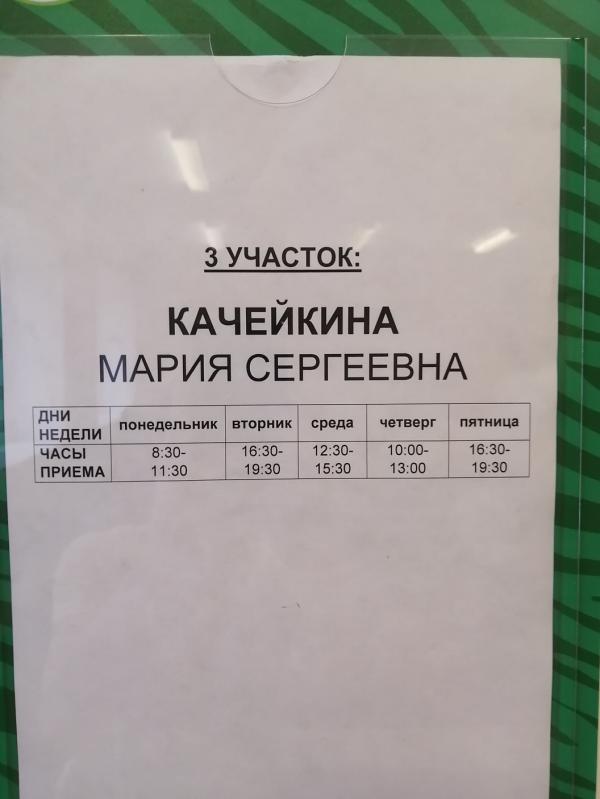 3 УЧАСТОК:
КАЧЕЙКИНА
МАРИЯ СЕРГЕЕВНА
ДНИ НЕДЕЛИ понедельник вторник среда четверг пятница
ЧАСЫ ПРИЕМА 8:30-11:30 16:30-19:30 12:30-15:30 10:00-13:00 16:30-19:30